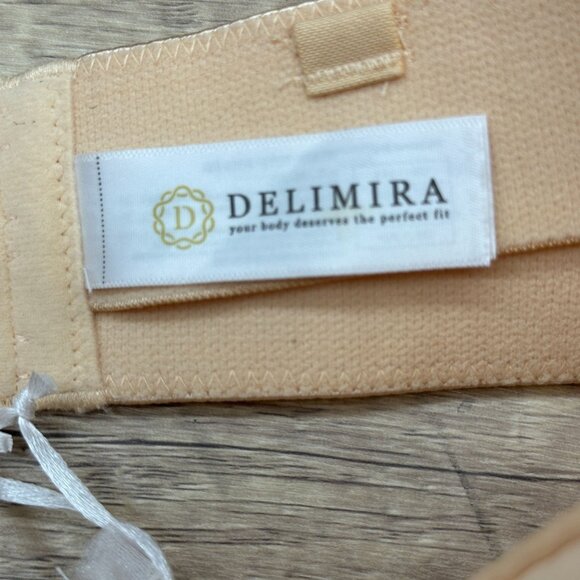 D
DELIMIRA
your body deserves the perfect fit